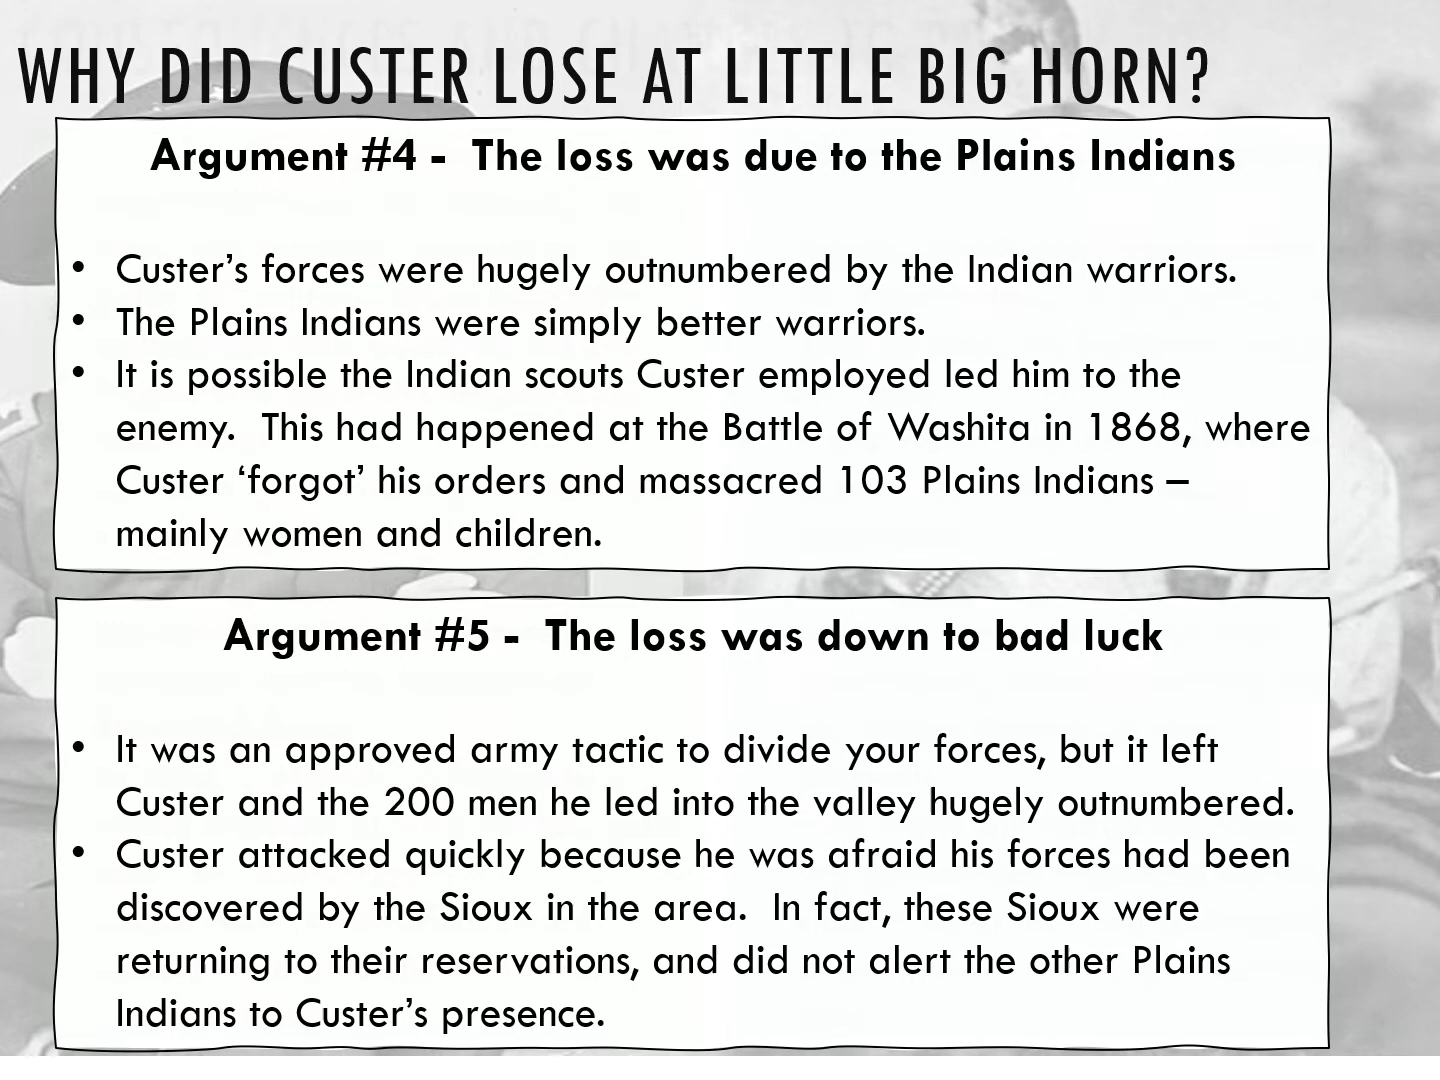 WHY DID CUSTER LOSE AT LITTLE BIG HORN?
Argument #4 -  The loss was due to the Plains Indians
• Custer’s forces were hugely outnumbered by the Indian warriors.
• The Plains Indians were simply better warriors.
• It is possible the Indian scouts Custer employed led him to the
enemy.  This had happened at the Battle of Washita in 1868, where
Custer ‘forgot’ his orders and massacred 103 Plains Indians –
mainly women and children.
Argument #5 -  The loss was down to bad luck
• It was an approved army tactic to divide your forces, but it left
Custer and the 200 men he led into the valley hugely outnumbered.
• Custer attacked quickly because he was afraid his forces had been
discovered by the Sioux in the area.  In fact, these Sioux were
returning to their reservations, and did not alert the other Plains
Indians to Custer’s presence.